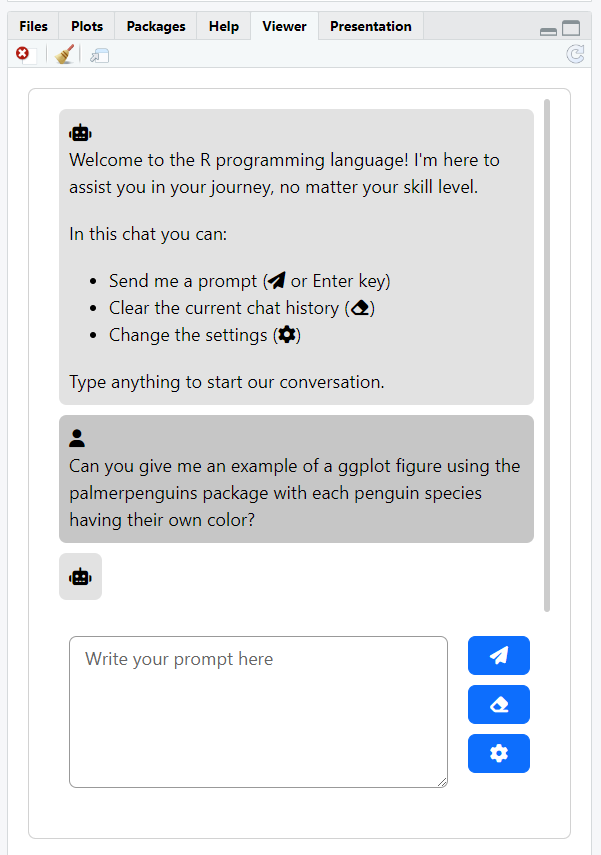 Files Plots Packages Help Viewer Presentation
Welcome to the R programming language! I'm here to
assist you in your journey, no matter your skill level.
In this chat you can:
Send me a prompt ( or Enter key)
Clear the current chat history ()
Change the settings ()
Type anything to start our conversation.
Can you give me an example of a ggplot figure using the
palmerpenguins package with each penguin species
having their own color?
Write your prompt here